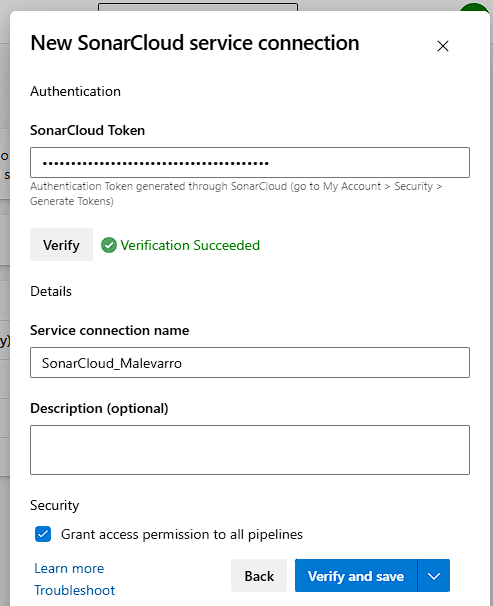 New SonarCloud service connection
Authentication
SonarCloud Token
••••••••••••••••••••••••••••••••••••••••
Authentication Token generated through SonarCloud (go to My Account > Security >
Generate Tokens)
Verify
Verification Succeeded
Details
Service connection name
SonarCloud_Malevarro
Description (optional)
Security
Grant access permission to all pipelines
Learn more
Troubleshoot
Back
Verify and save